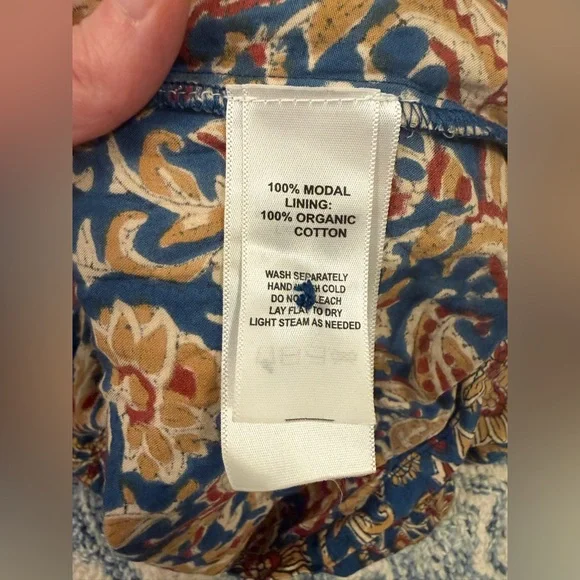 100% MODAL
LINING:
100% ORGANIC
COTTON
WASH SEPARATELY
HAND WASH COLD
DO NOT BLEACH
LAY FLAT TO DRY
LIGHT STEAM AS NEEDED